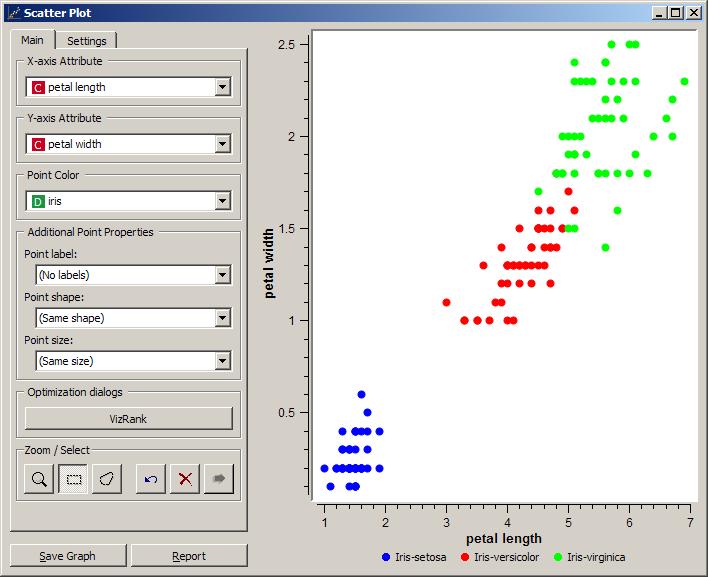 Scatter Plot
Main
Settings
X-axis Attribute
C petal length
Y-axis Attribute
C petal width
Point Color
D iris
Additional Point Properties
Point label:
(No labels)
Point shape:
(Same shape)
Point size:
(Same size)
Optimization dialogs
VizRank
Zoom / Select
Save Graph
Report
petal width
2.5
2
1.5
1
0.5
1 2 3 4 5 6 7
petal length
Iris-setosa Iris-versicolor Iris-virginica